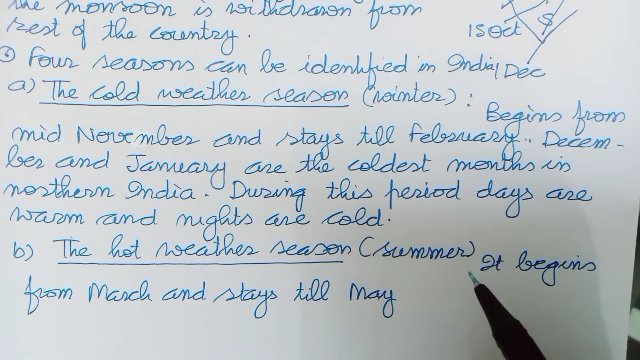 the monsoon is withdrawn from
rest of the country.
15 Oct
Four seasons can be identified in India
Dec
a) The cold weather season (winter) :
Begins from
mid November and stays till February. Decem-
ber and January are the coldest months in
northern India. During this period days are
warm and nights are cold.
b) The hot weather season (summer) It begins
from March and stays till May